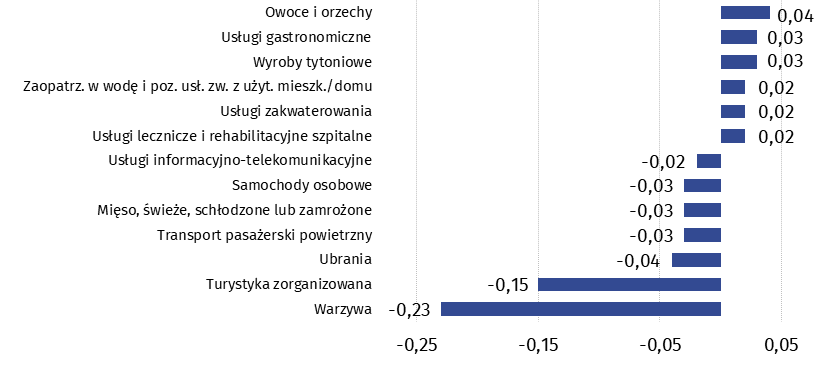 Owoce i orzechy 0,04
Usługi gastronomiczne 0,03
Wyroby tytoniowe 0,03
Zaopatrz. w wodę i poz. usł. zw. z użyt. mieszk./domu 0,02
Usługi zakwaterowania 0,02
Usługi lecznicze i rehabilitacyjne szpitalne 0,02
Usługi informacyjno-telekomunikacyjne -0,02
Samochody osobowe -0,03
Mięso, świeże, schłodzone lub zamrożone -0,03
Transport pasażerski powietrzny -0,03
Ubrania -0,04
Turystyka zorganizowana -0,15
Warzywa -0,23
-0,25 -0,15 -0,05 0,05